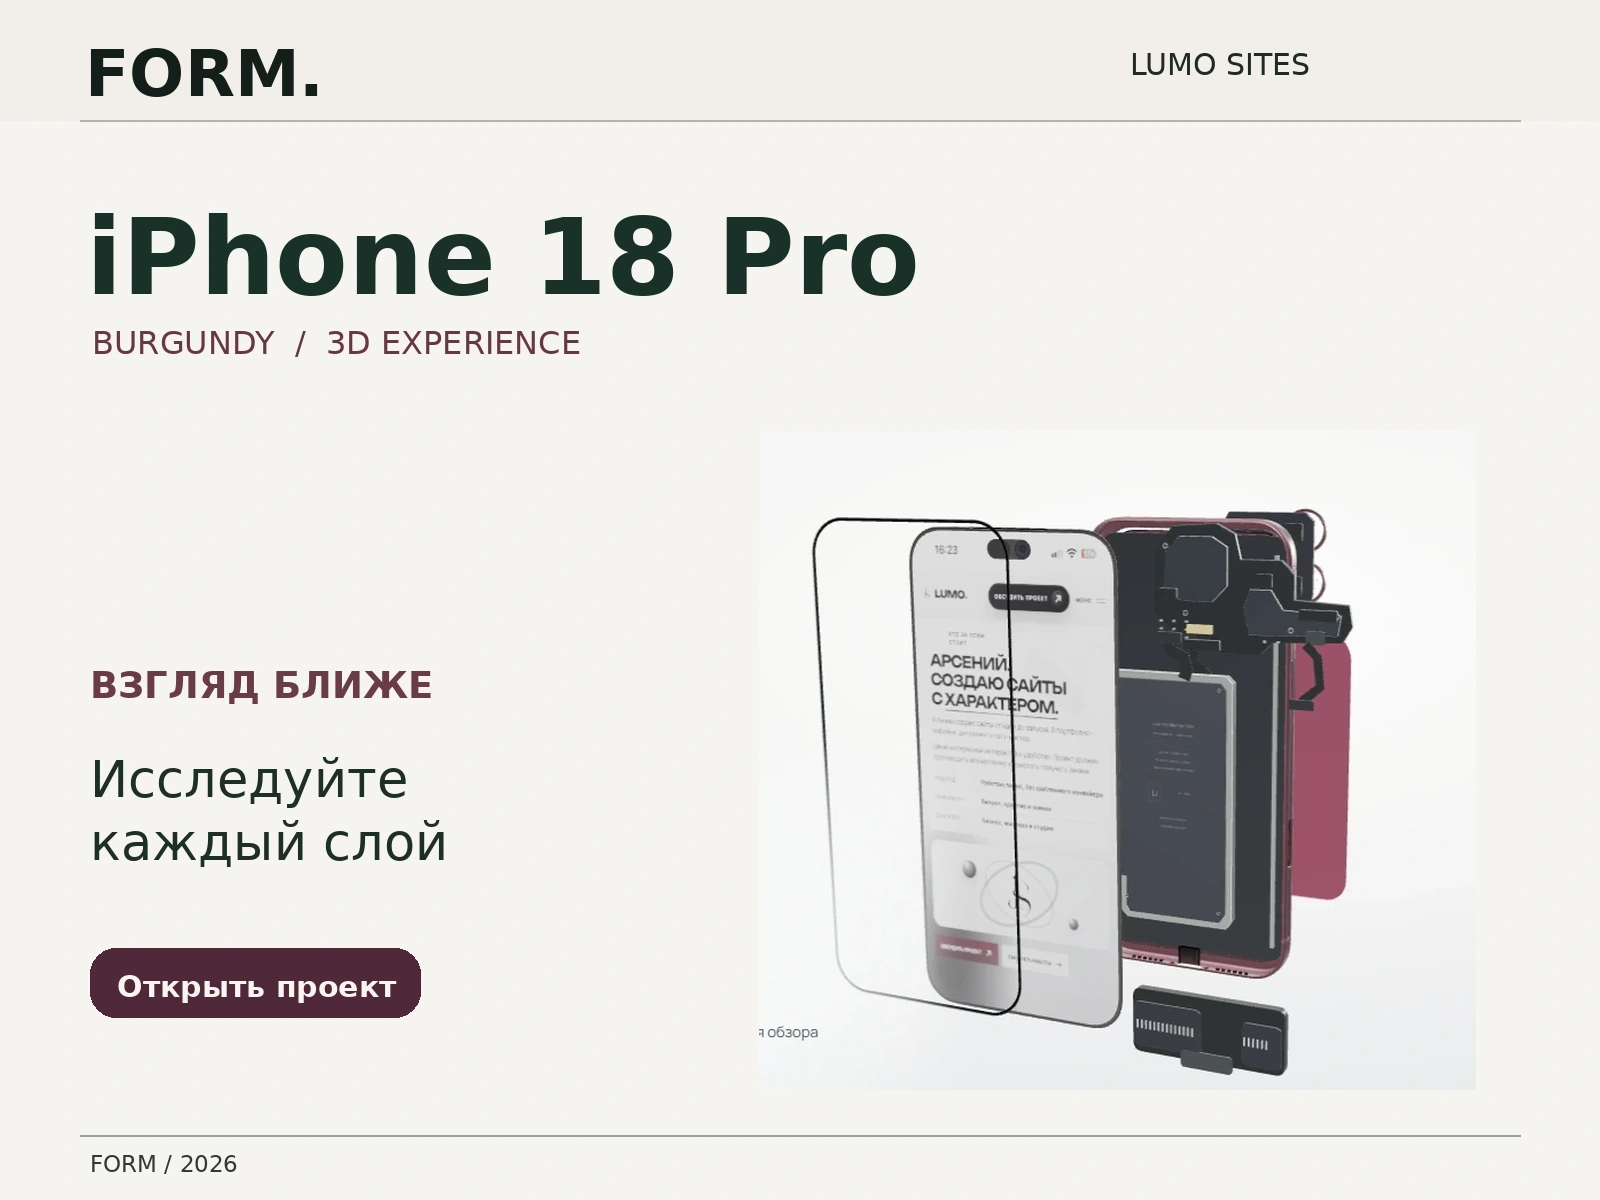 FORM.
LUMO SITES
iPhone 18 Pro
BURGUNDY / 3D EXPERIENCE
16:23
LUMO.
ОБСУДИТЬ ПРОЕКТ
МЕНЮ
АРСЕНИЙ.
СОЗДАЮ САЙТЫ
С ХАРАКТЕРОМ.
ВЗГЛЯД БЛИЖЕ
Исследуйте
каждый слой
Открыть проект
я обзора
FORM / 2026